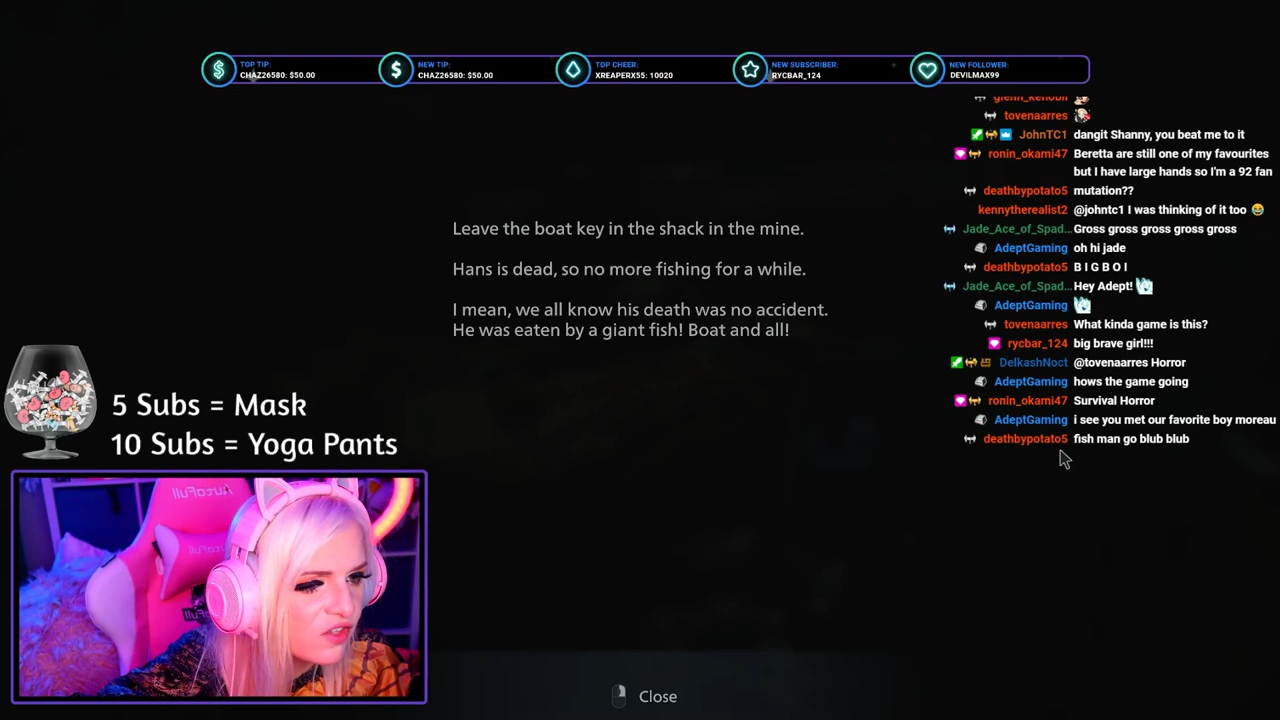 TOP TIP:
CHAZ26580: $50.00
NEW TIP:
CHAZ26580: $50.00
TOP CHEER:
XREAPERX55: 10020
NEW SUBSCRIBER:
RYCBAR_124
NEW FOLLOWER:
DEVILMAX99
Leave the boat key in the shack in the mine.
Hans is dead, so no more fishing for a while.
I mean, we all know his death was no accident.
He was eaten by a giant fish! Boat and all!
glenn_kenobii
tovenaarres
JohnTC1 dangit Shanny, you beat me to it
ronin_okami47 Beretta are still one of my favourites
but I have large hands so I'm a 92 fan
deathbypotato5 mutation??
kennytherealist2 @johntc1 I was thinking of it too
Jade_Ace_of_Spad... Gross gross gross gross gross
AdeptGaming oh hi jade
deathbypotato5 B I G B O I
Jade_Ace_of_Spad... Hey Adept!
AdeptGaming
tovenaarres What kinda game is this?
rycbar_124 big brave girl!!!
DelkashNoct @tovenaarres Horror
AdeptGaming hows the game going
ronin_okami47 Survival Horror
AdeptGaming i see you met our favorite boy moreau
deathbypotato5 fish man go blub blub
5 Subs = Mask
10 Subs = Yoga Pants
AutoFull
Close